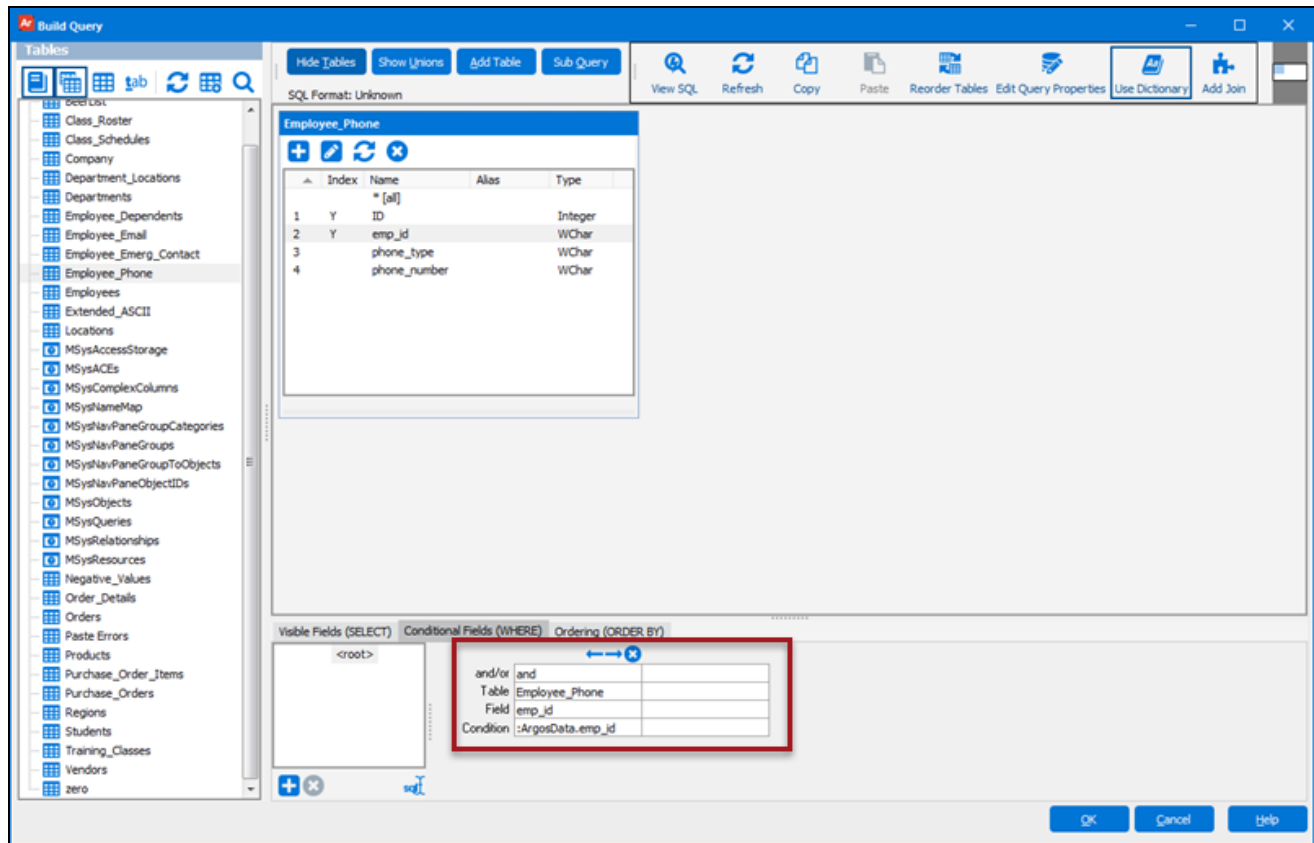 Build Query
Tables
tab
BeerList
Class_Roster
Class_Schedules
Company
Department_Locations
Departments
Employee_Dependents
Employee_Email
Employee_Emerg_Contact
Employee_Phone
Employees
Extended_ASCII
Locations
MSysAccessStorage
MSysACEs
MSysComplexColumns
MSysNameMap
MSysNavPaneGroupCategories
MSysNavPaneGroups
MSysNavPaneGroupToObjects
MSysNavPaneObjectIDs
MSysObjects
MSysQueries
MSysRelationships
MSysResources
Negative_Values
Order_Details
Orders
Paste Errors
Products
Purchase_Order_Items
Purchase_Orders
Regions
Students
Training_Classes
Vendors
zero
Hide Tables Show Unions Add Table Sub Query
SQL Format: Unknown
View SQL Refresh Copy Paste Reorder Tables Edit Query Properties Use Dictionary Add Join
Employee_Phone
Index Name Alias Type
* [all]
1 Y ID Integer
2 Y emp_id WChar
3 phone_type WChar
4 phone_number WChar
Visible Fields (SELECT) Conditional Fields (WHERE) Ordering (ORDER BY)
<root>
and/or and
Table Employee_Phone
Field emp_id
Condition :ArgosData.emp_id
sql
OK Cancel Help